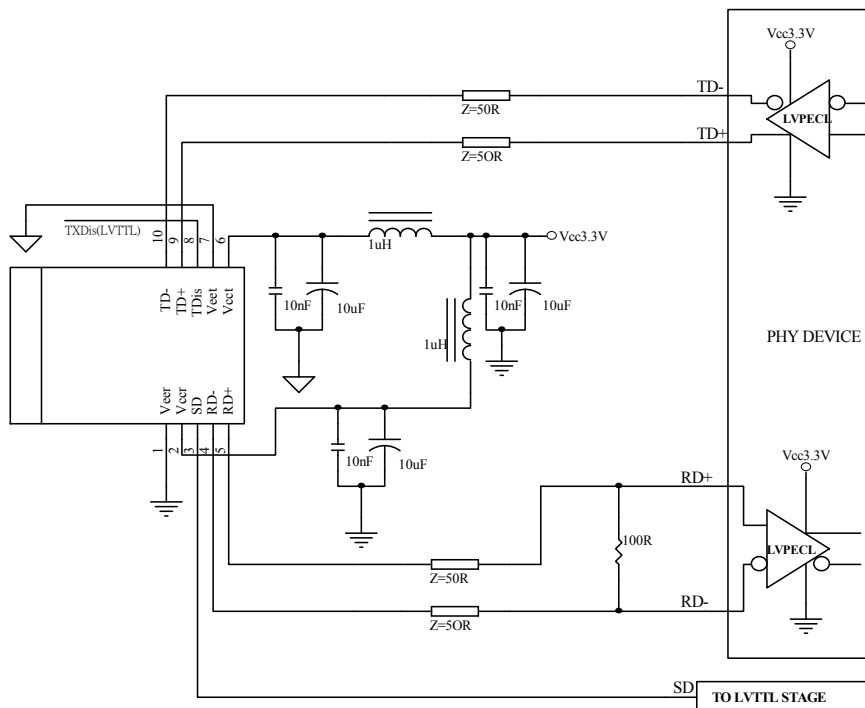 Vcc3.3V
TD-
LVPECL
Z=50R
TD+
Z=5OR
TXDis(LVTTL)
10
9
8
7
6
1uH
Vcc3.3V
TD-
TD+
TDis
Veet
Vcct
10nF
10uF
10nF
10uF
1uH
PHY DEVICE
Veer
Vccr
SD
RD-
RD+
1
2
3
4
5
10nF
10uF
Vcc3.3V
RD+
100R
LVPECL
Z=50R
RD-
Z=5OR
SD
TO LVTTL STAGE